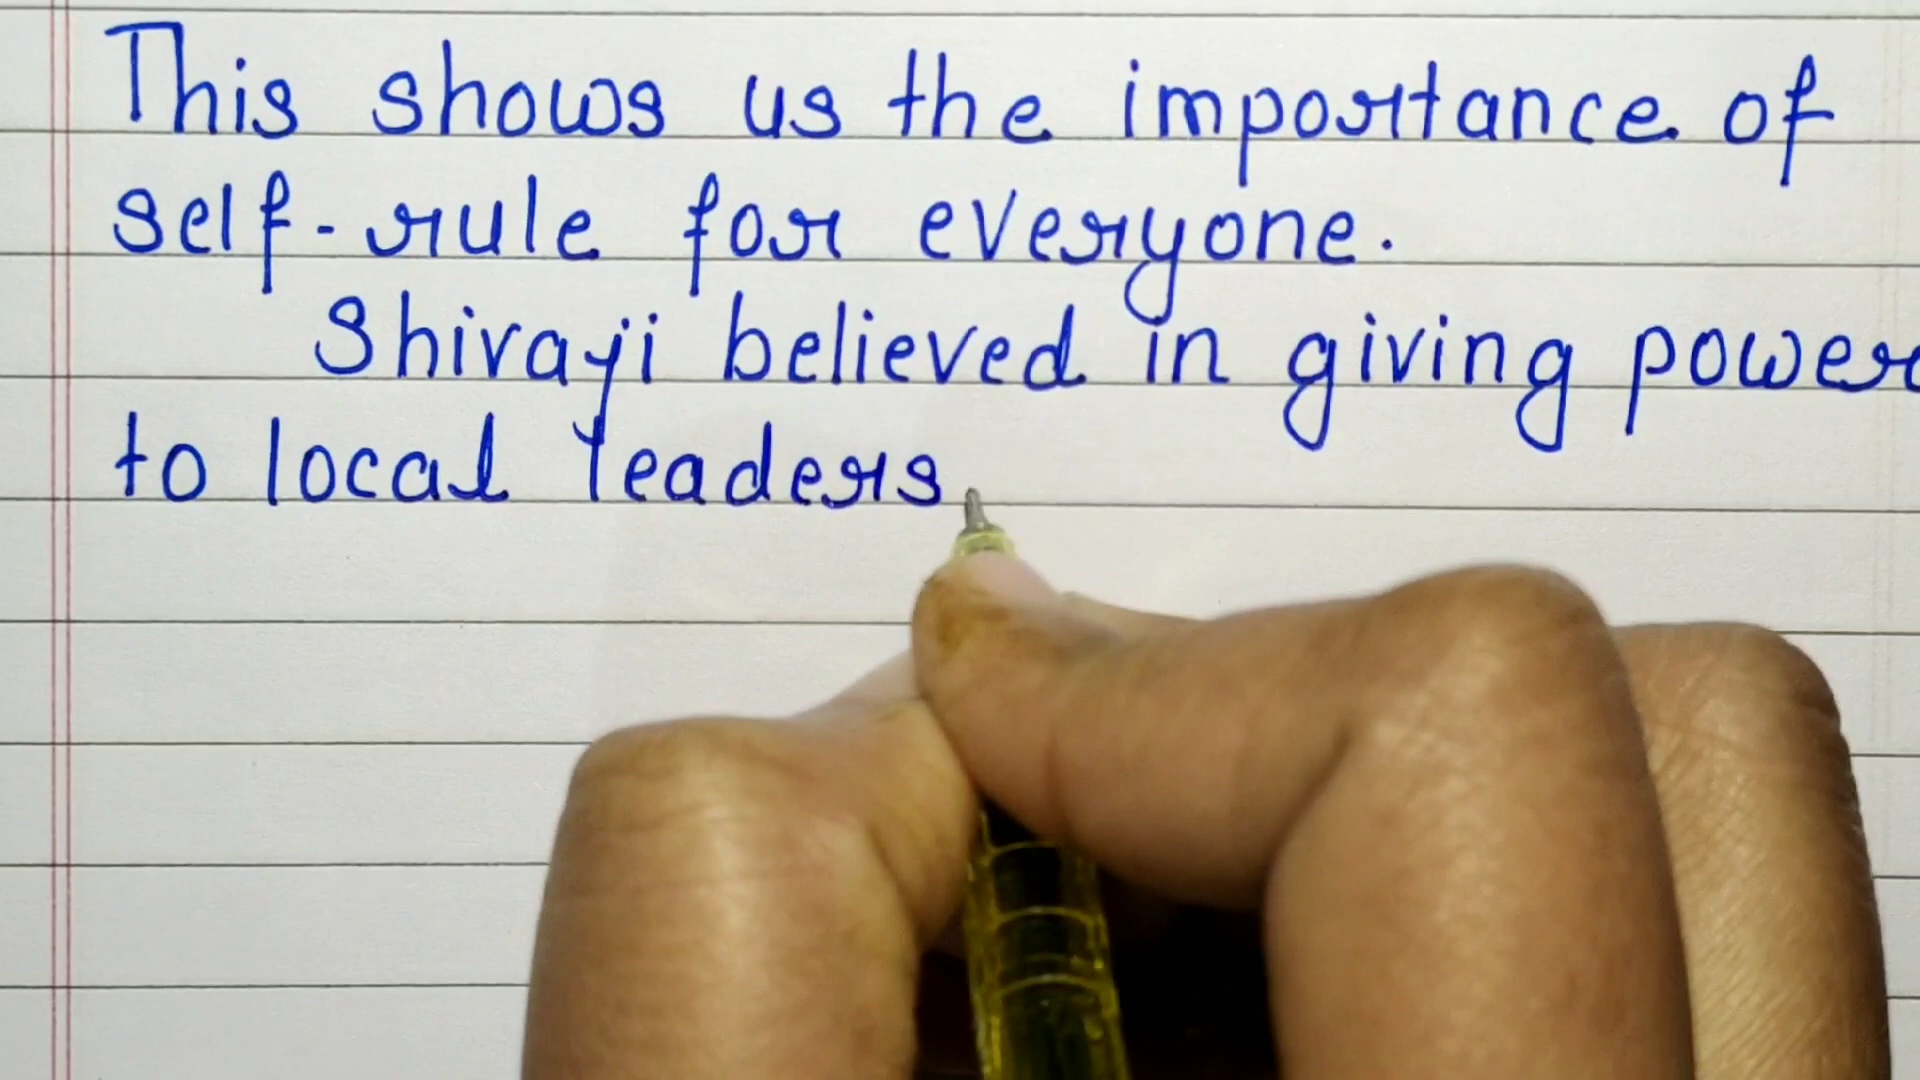 This shows us the importance of
self-rule for everyone.
Shivaji believed in giving power
to local leaders